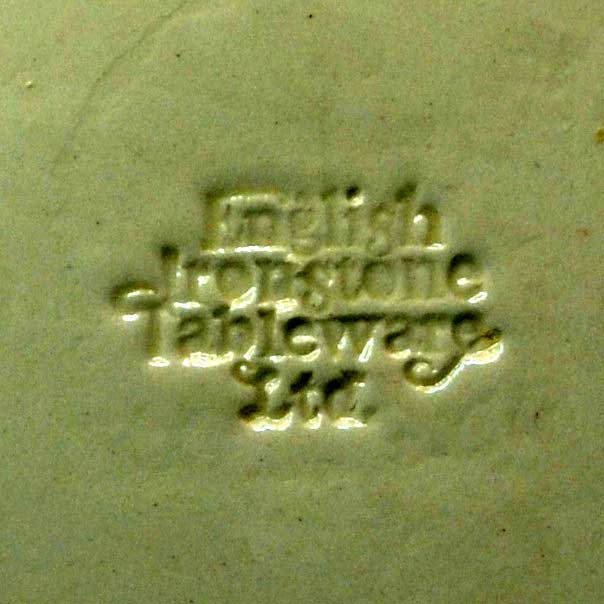 English
Ironstone
Tableware
Ltd.